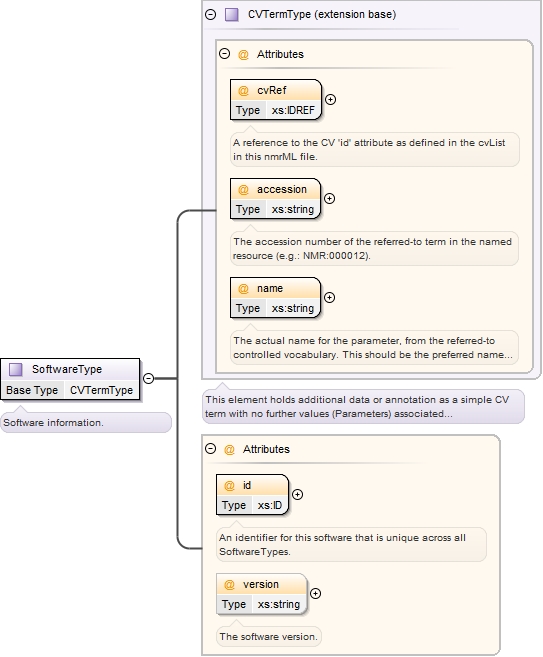 CVTermType (extension base)
@ Attributes
@ cvRef
Type xs:IDREF
A reference to the CV 'id' attribute as defined in the cvList
in this nmrML file.
@ accession
Type xs:string
The accession number of the referred-to term in the named
resource (e.g.: NMR:000012).
@ name
Type xs:string
The actual name for the parameter, from the referred-to
controlled vocabulary. This should be the preferred name...
SoftwareType
Base Type CVTermType
Software information.
This element holds additional data or annotation as a simple CV
term with no further values (Parameters) associated...
@ Attributes
@ id
Type xs:ID
An identifier for this software that is unique across all
SoftwareTypes.
@ version
Type xs:string
The software version.